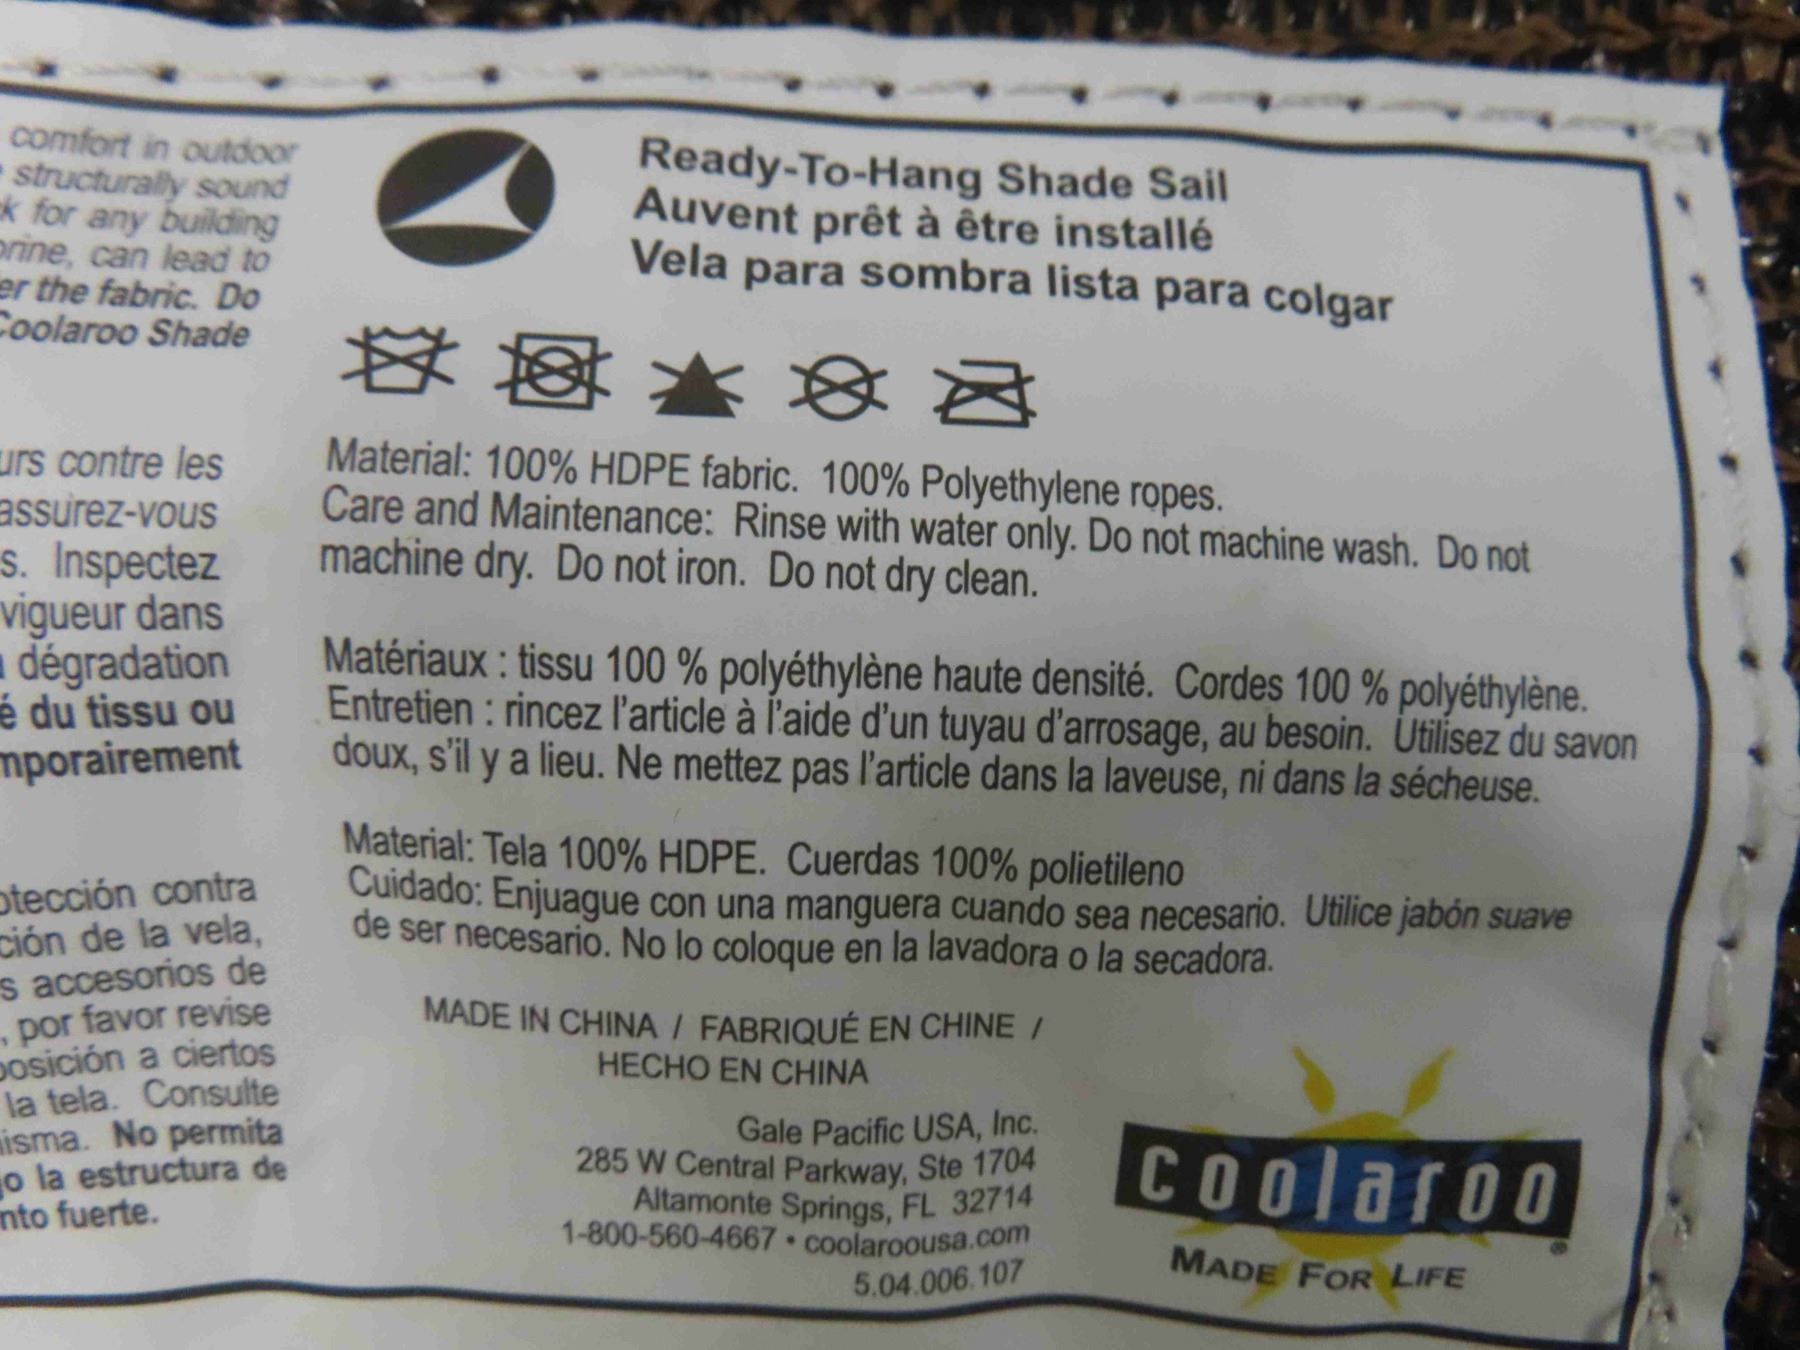 comfort in outdoor
structurally sound
k for any building
orine, can lead to
er the fabric. Do
Coolaroo Shade
urs contre les
assurez-vous
s. Inspectez
vigueur dans
dégradation
é du tissu ou
mporairement
otección contra
ción de la vela,
s accesorios de
, por favor revise
posición a ciertos
la tela. Consulte
misma. No permita
jo la estructura de
nto fuerte.
Ready-To-Hang Shade Sail
Auvent prêt à être installé
Vela para sombra lista para colgar
Material: 100% HDPE fabric. 100% Polyethylene ropes.
Care and Maintenance: Rinse with water only. Do not machine wash. Do not
machine dry. Do not iron. Do not dry clean.
Matériaux : tissu 100 % polyéthylène haute densité. Cordes 100 % polyéthylène.
Entretien : rincez l'article à l'aide d'un tuyau d'arrosage, au besoin. Utilisez du savon
doux, s'il y a lieu. Ne mettez pas l'article dans la laveuse, ni dans la sécheuse.
Material: Tela 100% HDPE. Cuerdas 100% polietileno
Cuidado: Enjuague con una manguera cuando sea necesario. Utilice jabón suave
de ser necesario. No lo coloque en la lavadora o la secadora.
MADE IN CHINA / FABRIQUÉ EN CHINE /
HECHO EN CHINA
Gale Pacific USA, Inc.
285 W Central Parkway, Ste 1704
Altamonte Springs, FL 32714
1-800-560-4667 • coolaroousa.com
5.04.006.107
coolaroo®
MADE FOR LIFE